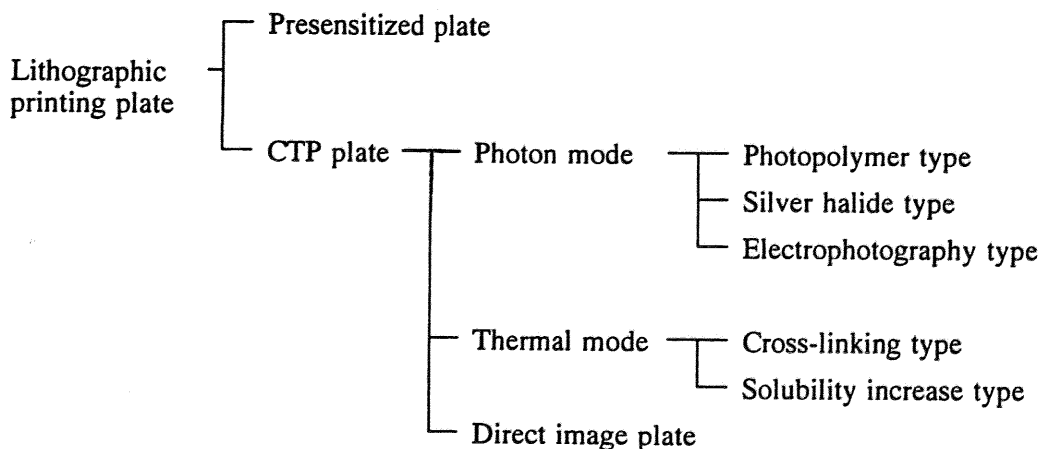 Presensitized plate
Lithographic
printing plate
CTP plate
Photon mode
Photopolymer type
Silver halide type
Electrophotography type
Thermal mode
Cross-linking type
Solubility increase type
Direct image plate